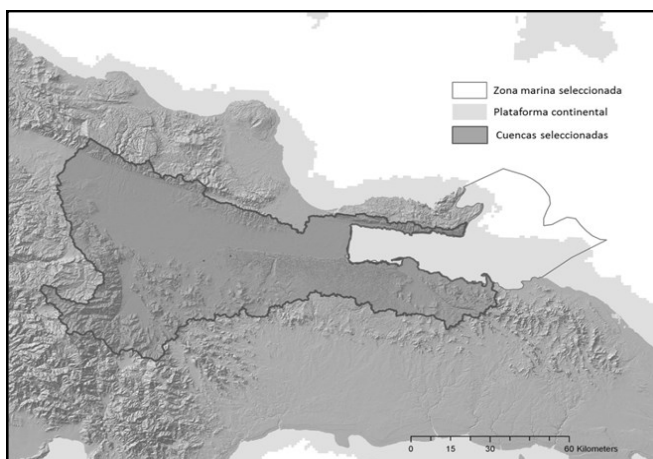 Zona marina seleccionada
Plataforma continental
Cuencas seleccionadas
0 15 30 60 Kilometers